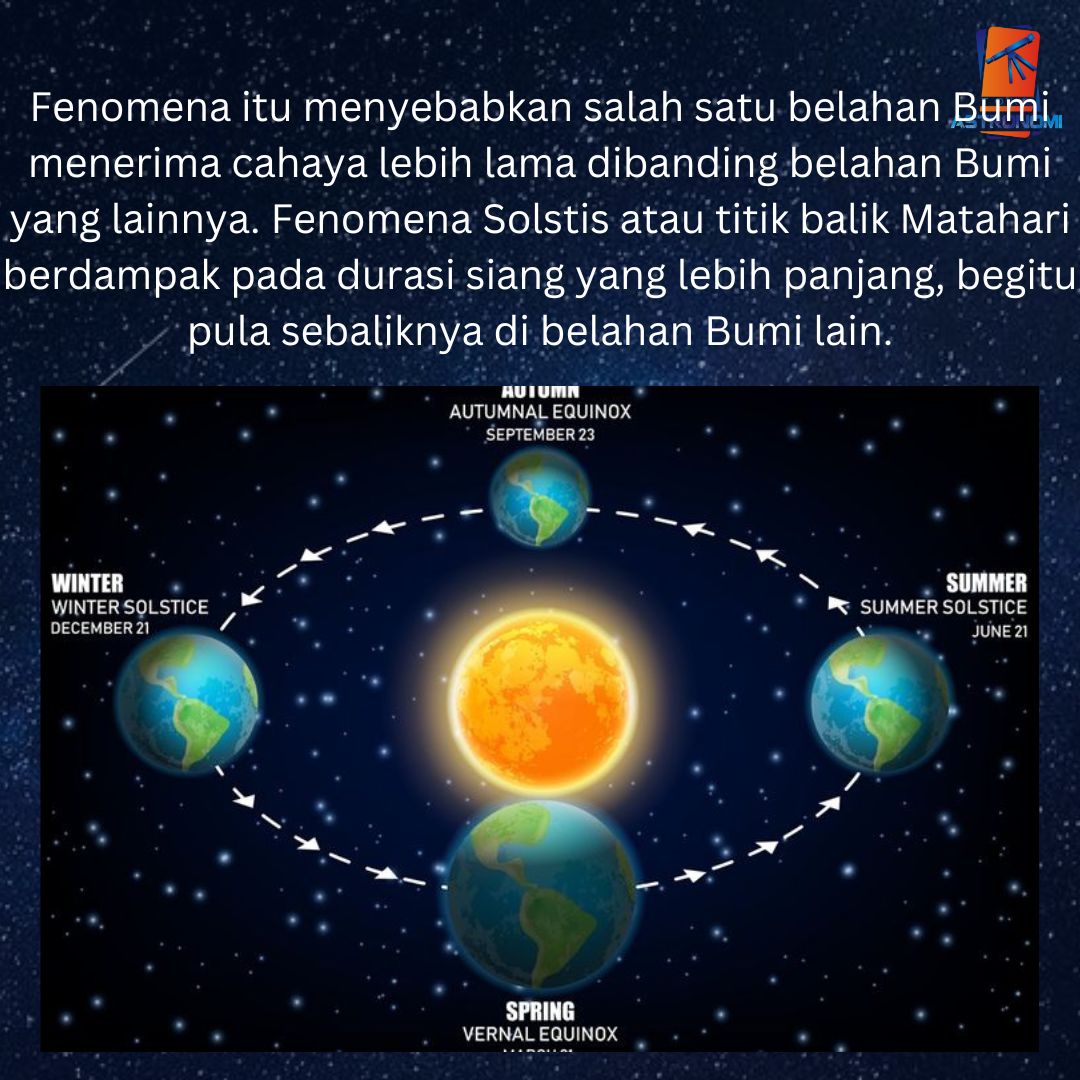 Fenomena itu menyebabkan salah satu belahan Bumi
menerima cahaya lebih lama dibanding belahan Bumi
yang lainnya. Fenomena Solstis atau titik balik Matahari
berdampak pada durasi siang yang lebih panjang, begitu
pula sebaliknya di belahan Bumi lain.
ASTRONOMI
AUTUMN
AUTUMNAL EQUINOX
SEPTEMBER 23
WINTER
WINTER SOLSTICE
DECEMBER 21
SUMMER
SUMMER SOLSTICE
JUNE 21
SPRING
VERNAL EQUINOX